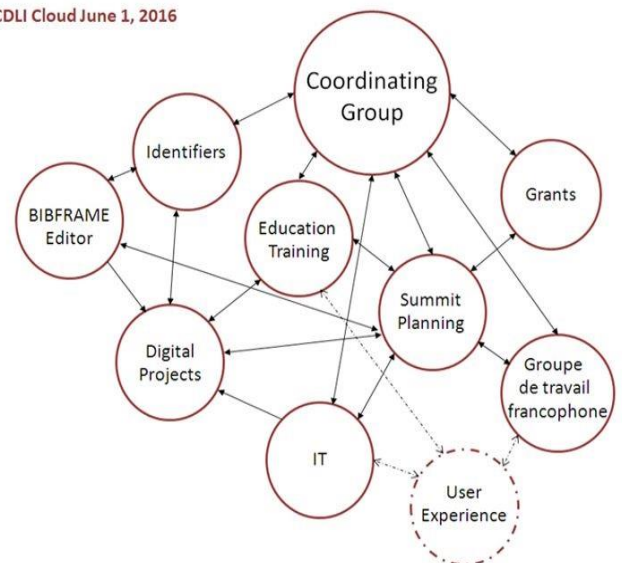 CDLI Cloud June 1, 2016
Coordinating
Group
Identifiers
Grants
BIBFRAME
Editor
Education
Training
Summit
Planning
Digital
Projects
Groupe
de travail
francophone
IT
User
Experience